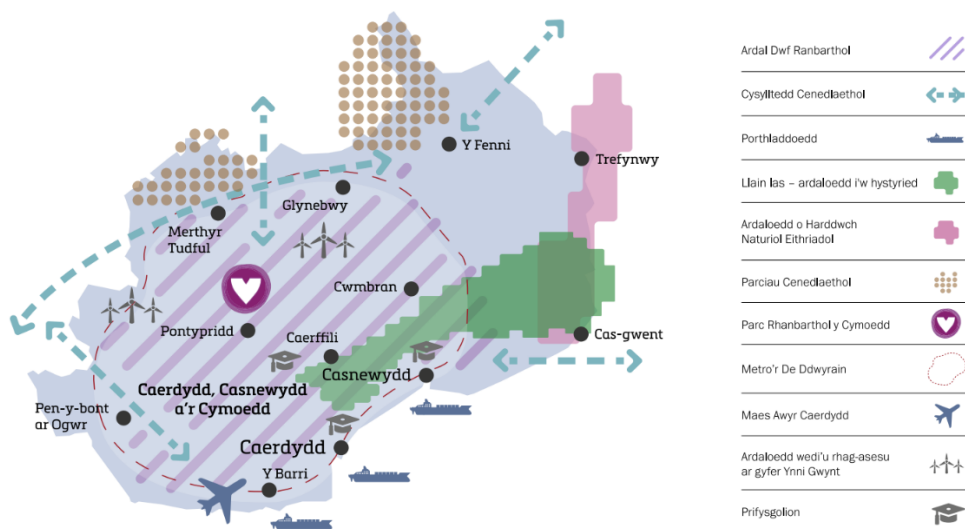 Y Fenni
Trefynwy
Glynebwy
Merthyr
Tudful
Cwmbran
Pontypridd
Caerffili
Cas-gwent
Casnewydd
Caerdydd, Casnewydd
a'r Cymoedd
Pen-y-bont
ar Ogwr
Caerdydd
Y Barri
Ardal Dwf Ranbarthol
Cysylltedd Cenedlaethol
Porthladdoedd
Llain las – ardaloedd i'w hystyried
Ardaloedd o Harddwch
Naturiol Eithriadol
Parciau Cenedlaethol
Parc Rhanbarthol y Cymoedd
Metro'r De Ddwyrain
Maes Awyr Caerdydd
Ardaloedd wedi'u rhag-asesu
ar gyfer Ynni Gwynt
Prifysgolion